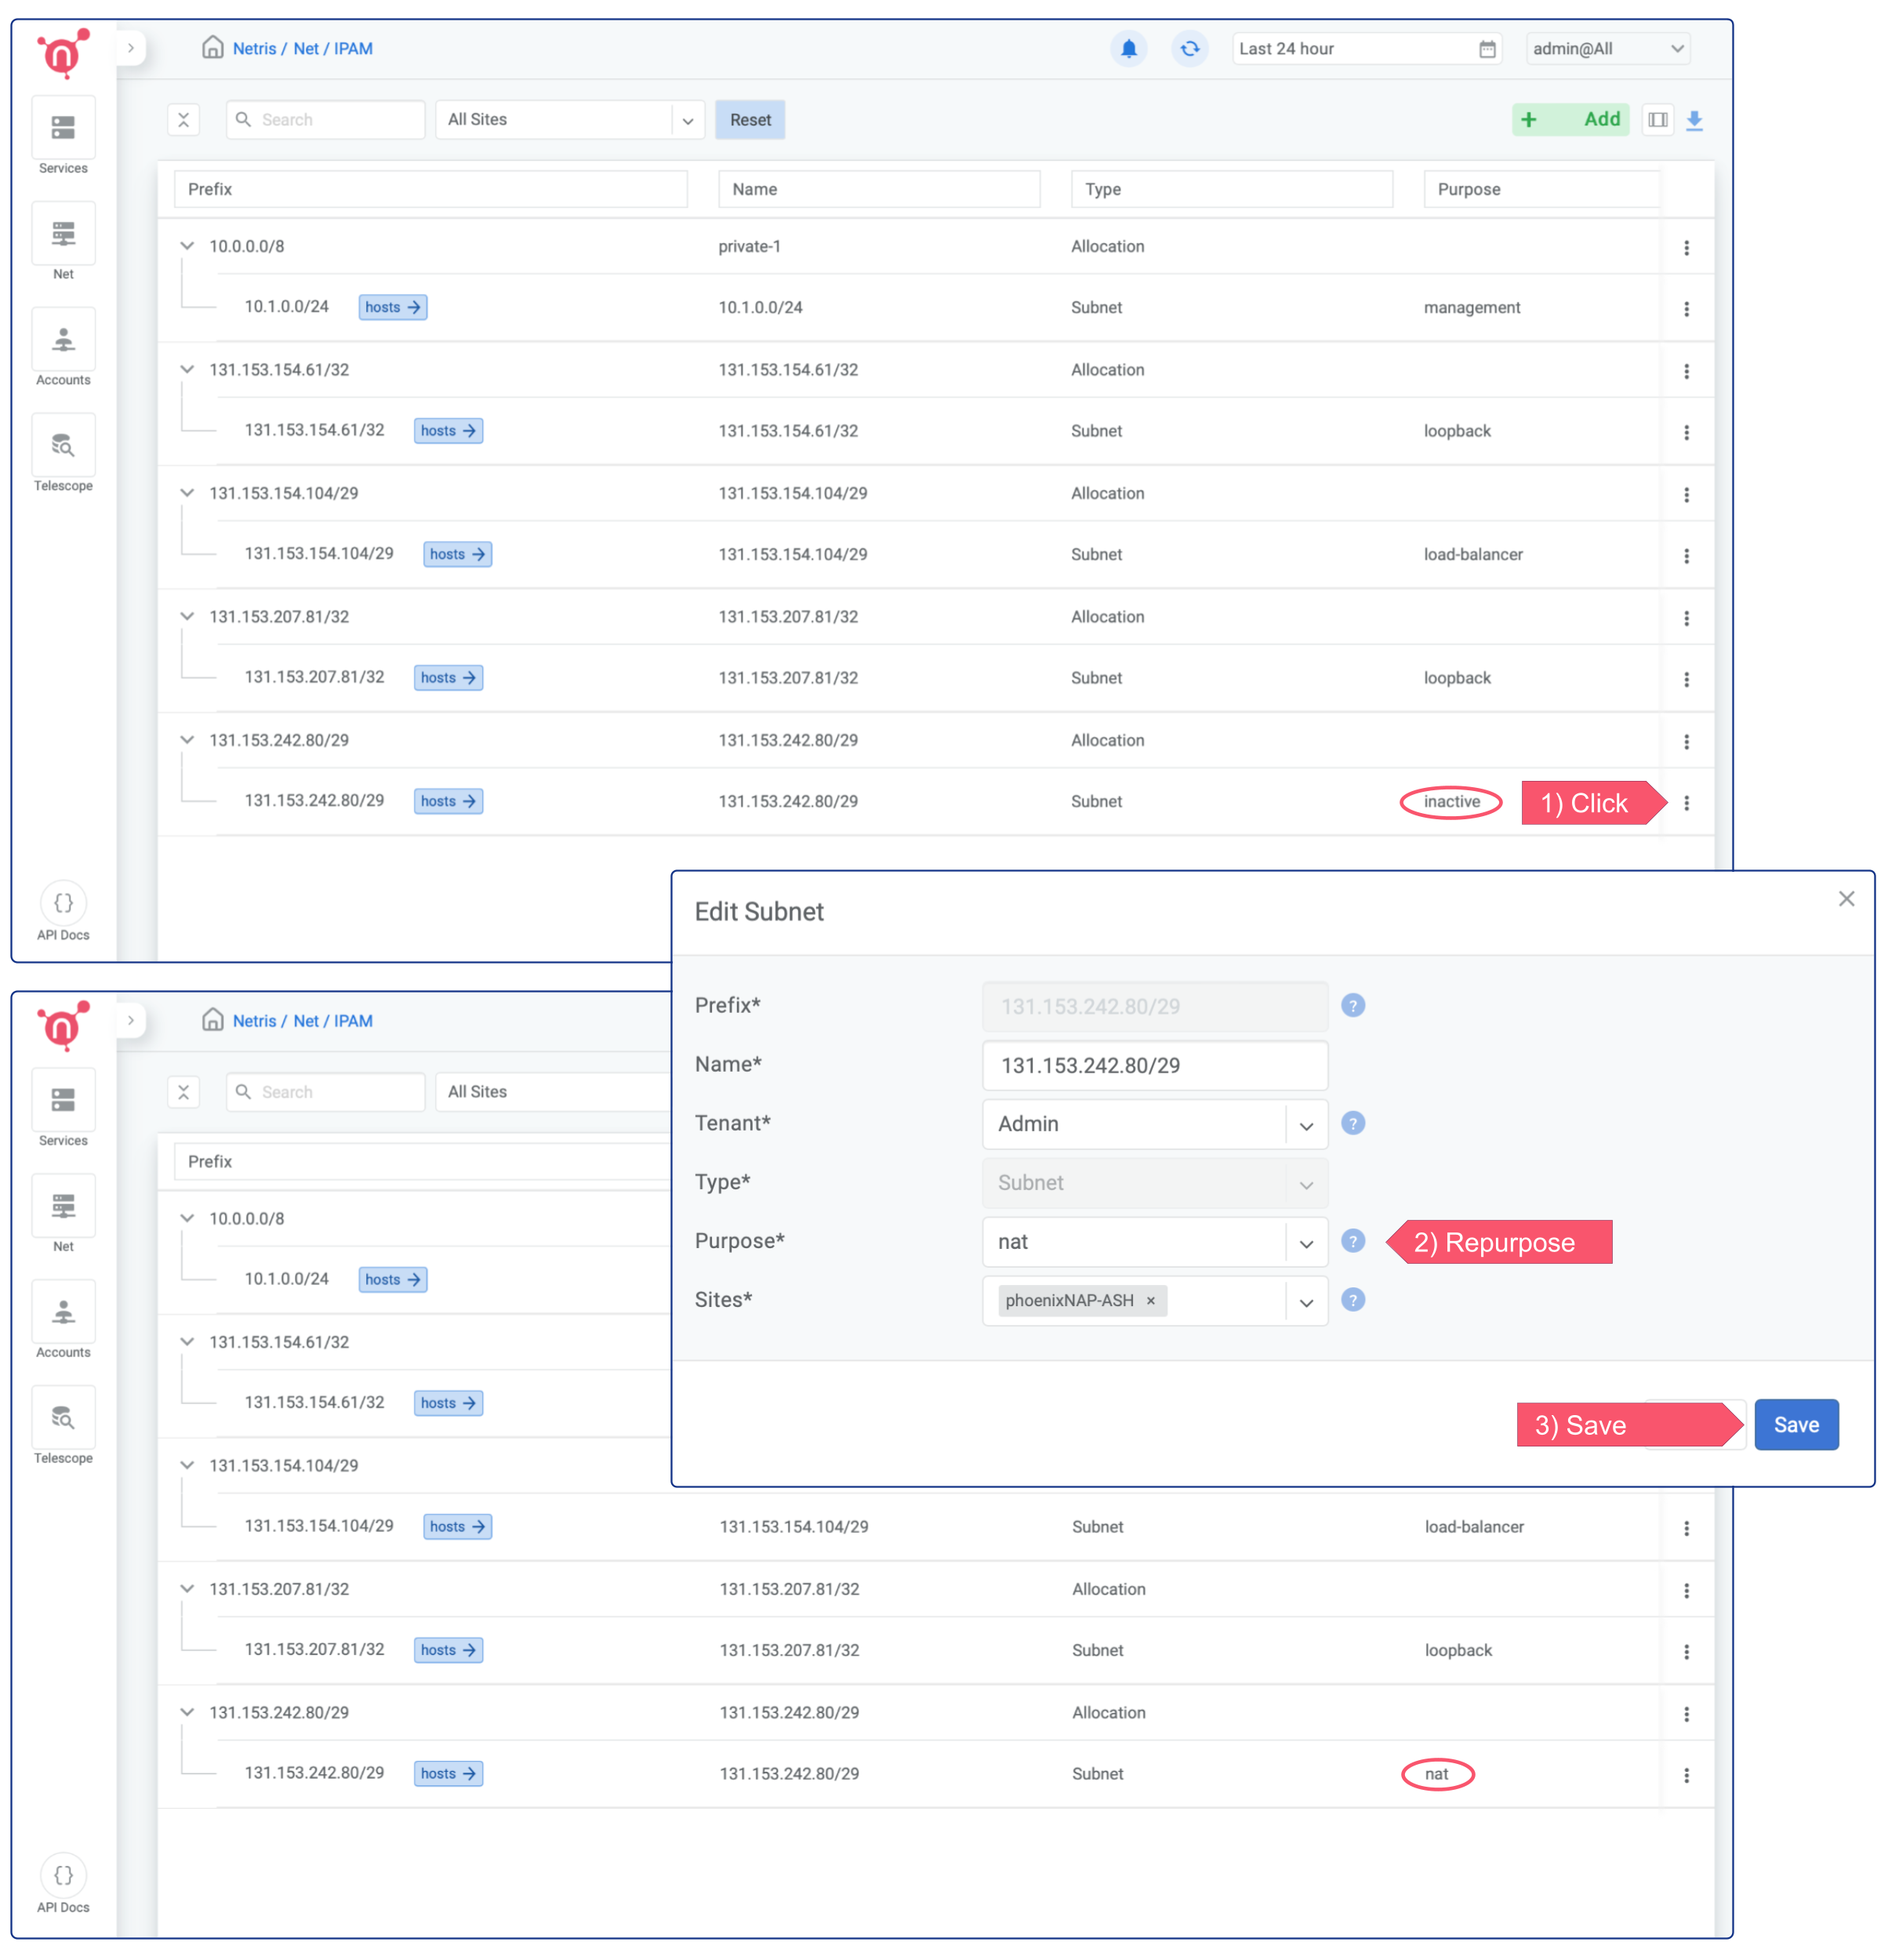 Netris / Net / IPAM
Last 24 hour
admin@All
Search
All Sites
Reset
+ Add
Services
Net
Accounts
Telescope
{} API Docs
Prefix Name Type Purpose
10.0.0.0/8 private-1 Allocation
10.1.0.0/24 hosts → 10.1.0.0/24 Subnet management
131.153.154.61/32 131.153.154.61/32 Allocation
131.153.154.61/32 hosts → 131.153.154.61/32 Subnet loopback
131.153.154.104/29 131.153.154.104/29 Allocation
131.153.154.104/29 hosts → 131.153.154.104/29 Subnet load-balancer
131.153.207.81/32 131.153.207.81/32 Allocation
131.153.207.81/32 hosts → 131.153.207.81/32 Subnet loopback
131.153.242.80/29 131.153.242.80/29 Allocation
131.153.242.80/29 hosts → 131.153.242.80/29 Subnet inactive 1) Click
Edit Subnet
Prefix* 131.153.242.80/29 ?
Name* 131.153.242.80/29
Tenant* Admin ?
Type* Subnet
Purpose* nat ? 2) Repurpose
Sites* phoenixNAP-ASH × ?
3) Save Save
Netris / Net / IPAM
Search
All Sites
Services
Net
Accounts
Telescope
{} API Docs
Prefix
10.0.0.0/8
10.1.0.0/24 hosts →
131.153.154.61/32
131.153.154.61/32 hosts →
131.153.154.104/29
131.153.154.104/29 hosts → 131.153.154.104/29 Subnet load-balancer
131.153.207.81/32 131.153.207.81/32 Allocation
131.153.207.81/32 hosts → 131.153.207.81/32 Subnet loopback
131.153.242.80/29 131.153.242.80/29 Allocation
131.153.242.80/29 hosts → 131.153.242.80/29 Subnet nat